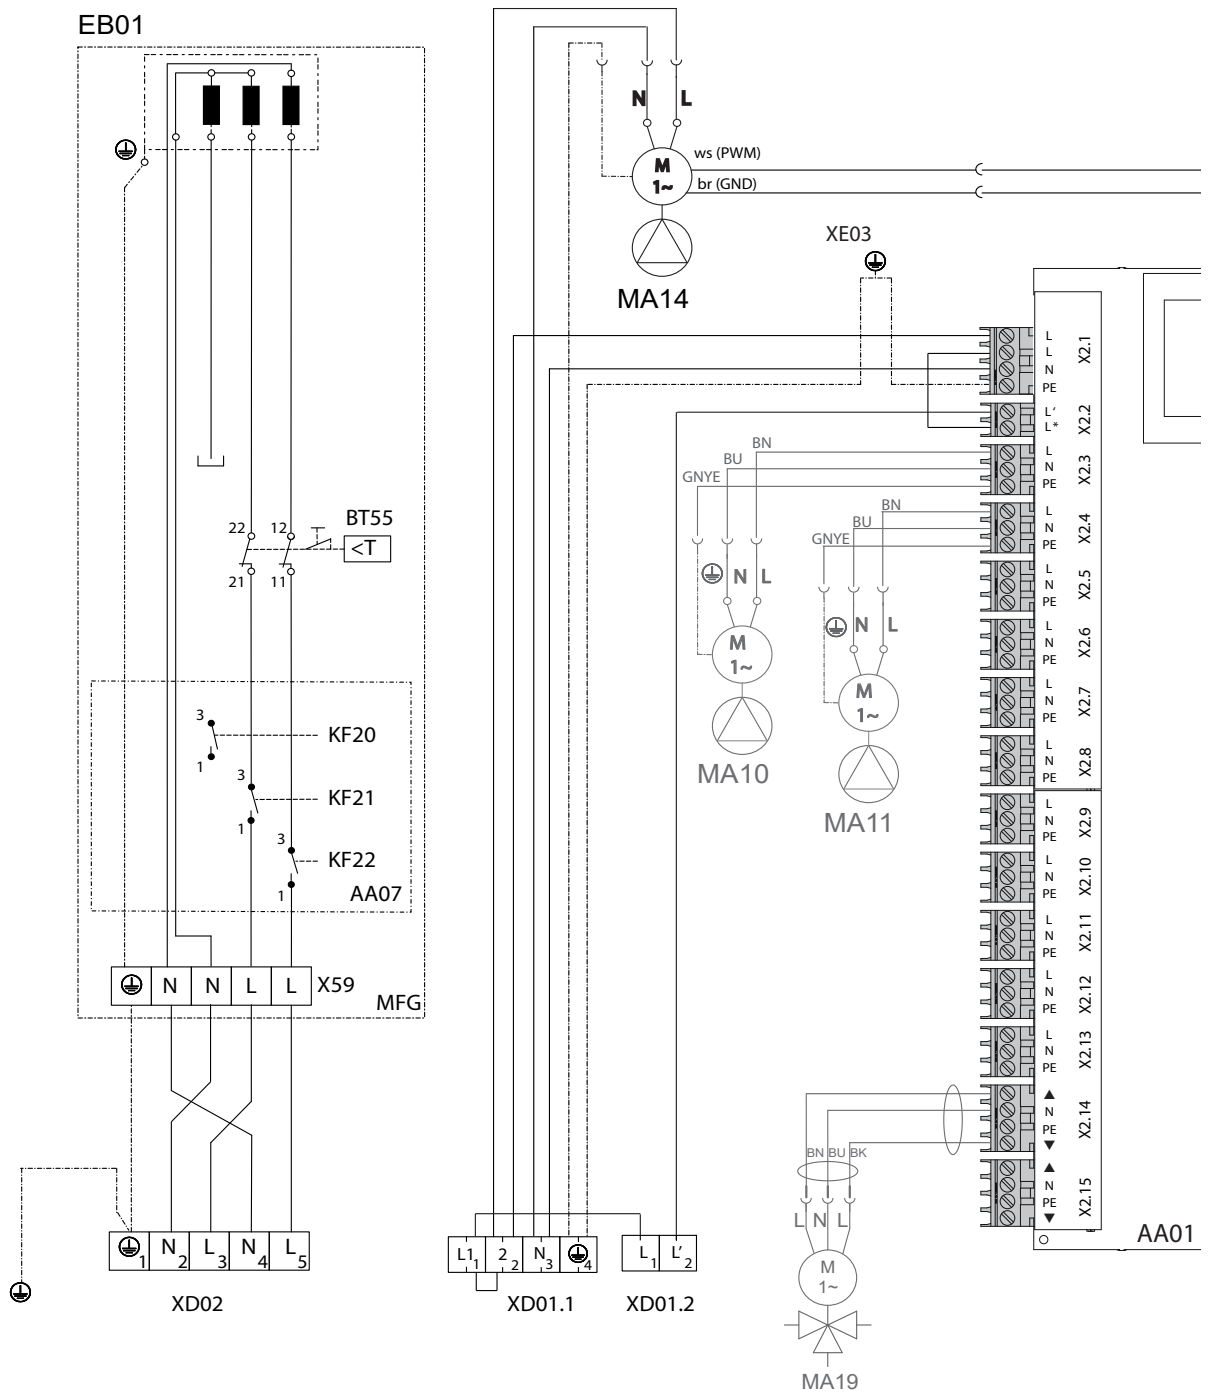 EB01
N L
M
1~
ws (PWM)
br (GND)
XE03
MA14
L
L
N
PE
X2.1
L′
L*
X2.2
L
N
PE
X2.3
L
N
PE
X2.4
L
N
PE
X2.5
L
N
PE
X2.6
L
N
PE
X2.7
L
N
PE
X2.8
L
N
PE
X2.9
L
N
PE
X2.10
L
N
PE
X2.11
L
N
PE
X2.12
L
N
PE
X2.13
▲
N
PE
▼
X2.14
▲
N
PE
▼
X2.15
AA01
BN
BU
GNYE
N L
M
1~
MA10
BN
BU
GNYE
N L
M
1~
MA11
22 12
BT55
<T
21 11
3
KF20
1
3
KF21
1
3
KF22
1
AA07
N N L L X59
MFG
1 N2 L3 N4 L5
XD02
L1 1 2 2 N3 4
XD01.1
L1 L′2
XD01.2
BN BU BK
L N L
M
1~
MA19